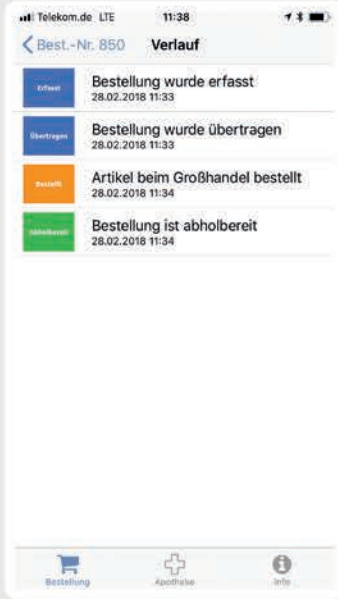 Telekom.de LTE 11:38
Best.-Nr. 850 Verlauf
Erfasst
Bestellung wurde erfasst
28.02.2018 11:33
Übertragen
Bestellung wurde übertragen
28.02.2018 11:33
Bestellt
Artikel beim Großhandel bestellt
28.02.2018 11:34
Abholbereit
Bestellung ist abholbereit
28.02.2018 11:34
Bestellung Apotheke Info